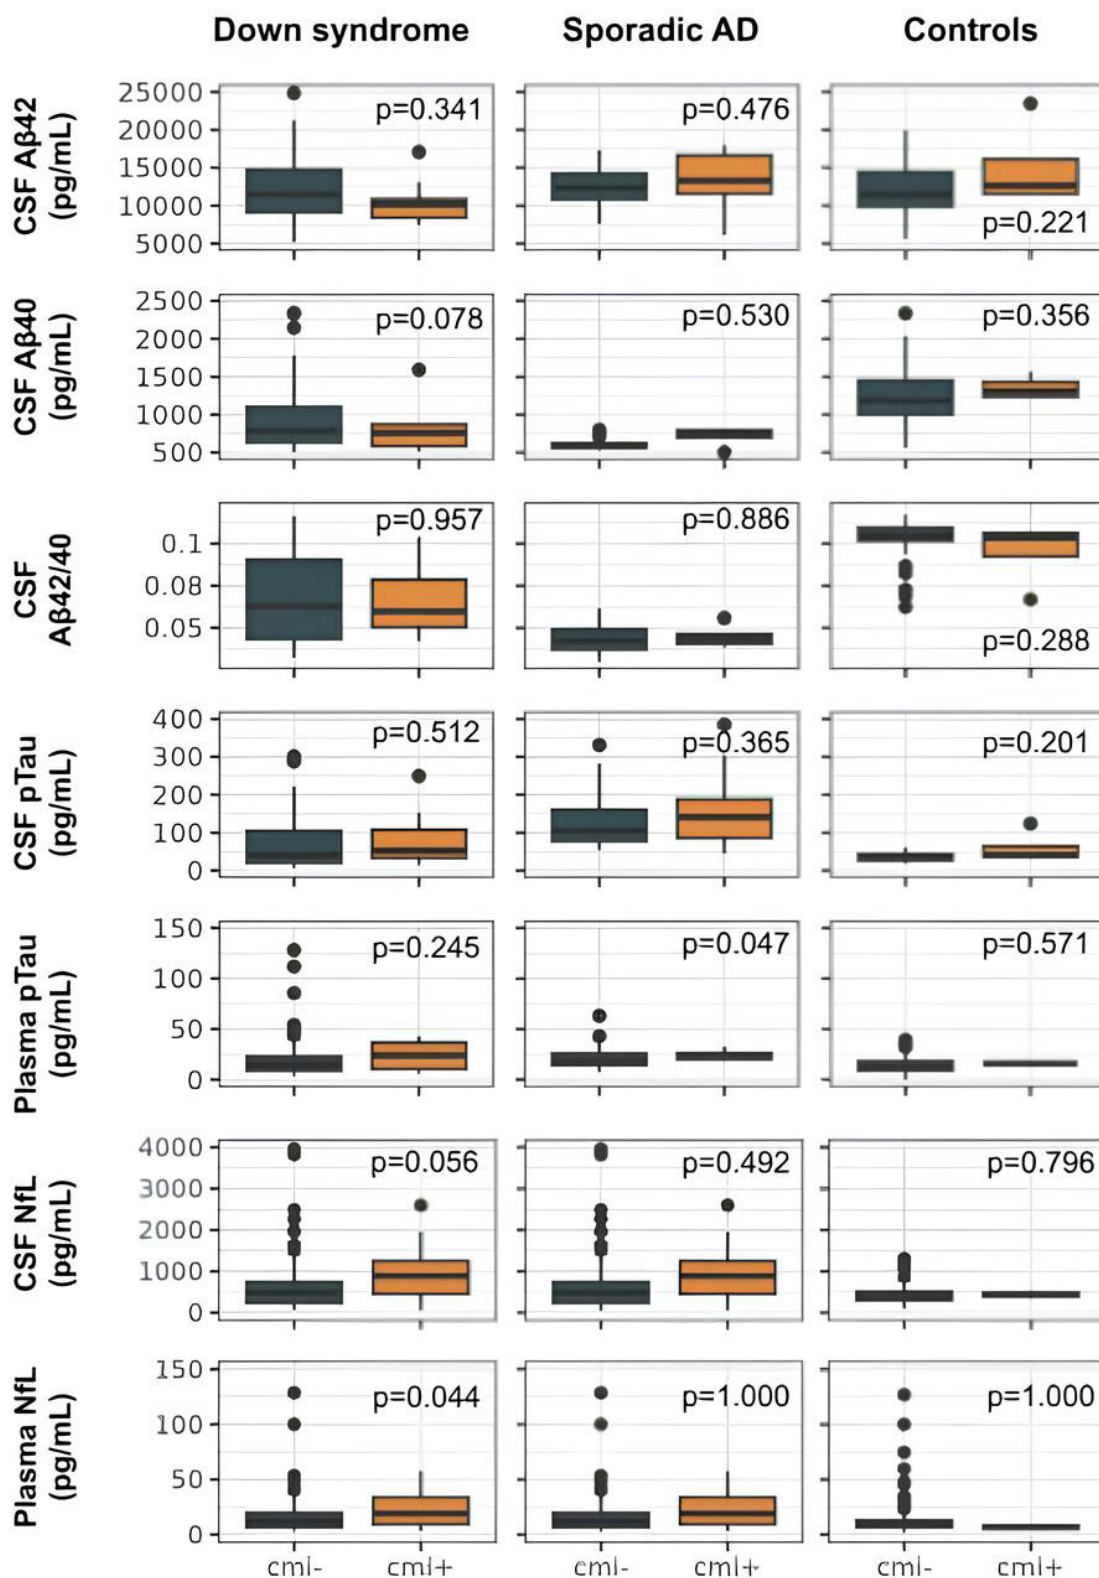 Down syndrome Sporadic AD Controls
CSF Aβ42
(pg/mL)
25000
20000
15000
10000
5000
p=0.341
p=0.476
p=0.221
CSF Aβ40
(pg/mL)
2500
2000
1500
1000
500
p=0.078
p=0.530
p=0.356
CSF
Aβ42/40
0.1
0.08
0.05
p=0.957
p=0.886
p=0.288
CSF pTau
(pg/mL)
400
300
200
100
0
p=0.512
p=0.365
p=0.201
Plasma pTau
(pg/mL)
150
100
50
0
p=0.245
p=0.047
p=0.571
CSF NfL
(pg/mL)
4000
3000
2000
1000
0
p=0.056
p=0.492
p=0.796
Plasma NfL
(pg/mL)
150
100
50
0
p=0.044
p=1.000
p=1.000
cmi- cmi+ cmi- cmi+ cmi- cmi+